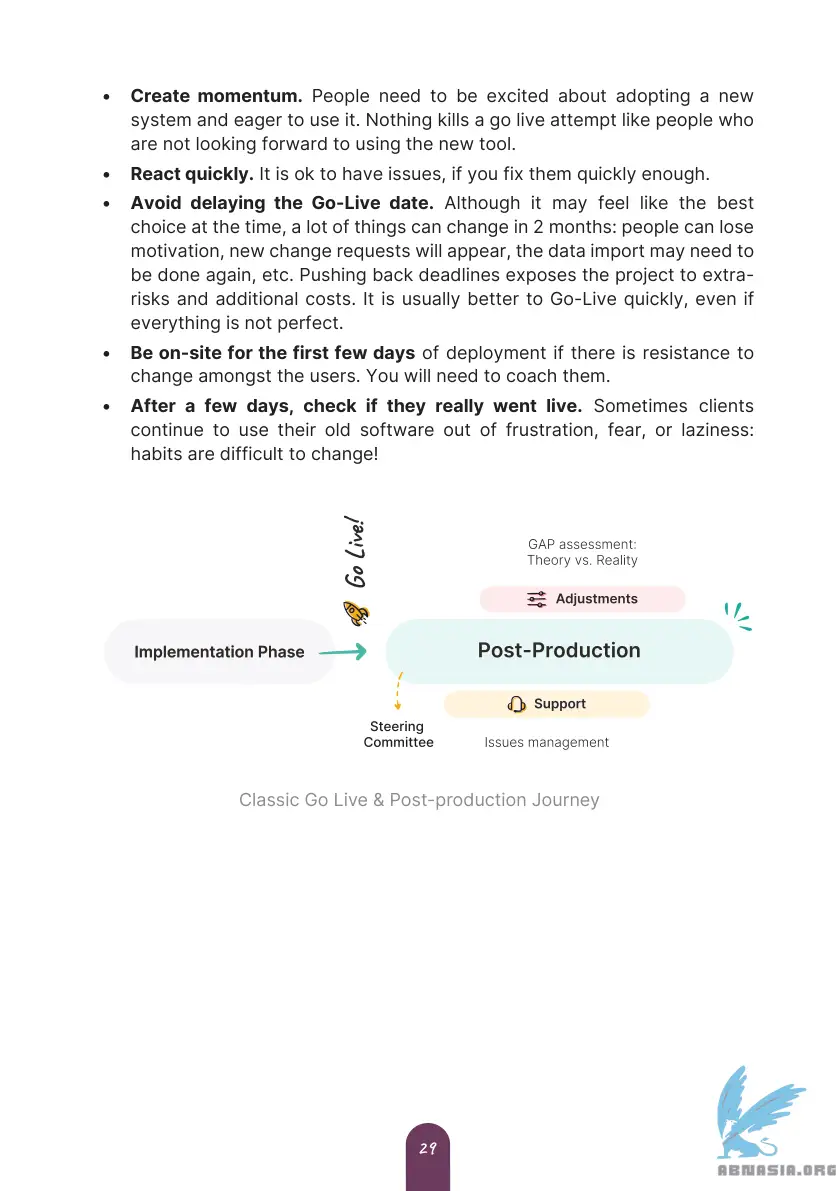 • Create momentum. People need to be excited about adopting a new
system and eager to use it. Nothing kills a go live attempt like people who
are not looking forward to using the new tool.
• React quickly. It is ok to have issues, if you fix them quickly enough.
• Avoid delaying the Go-Live date. Although it may feel like the best
choice at the time, a lot of things can change in 2 months: people can lose
motivation, new change requests will appear, the data import may need to
be done again, etc. Pushing back deadlines exposes the project to extra-
risks and additional costs. It is usually better to Go-Live quickly, even if
everything is not perfect.
• Be on-site for the first few days of deployment if there is resistance to
change amongst the users. You will need to coach them.
• After a few days, check if they really went live. Sometimes clients
continue to use their old software out of frustration, fear, or laziness:
habits are difficult to change!
Go Live!
GAP assessment:
Theory vs. Reality
Adjustments
Implementation Phase
Post-Production
Support
Steering
Committee
Issues management
Classic Go Live & Post-production Journey
29
ABNASIA.ORG